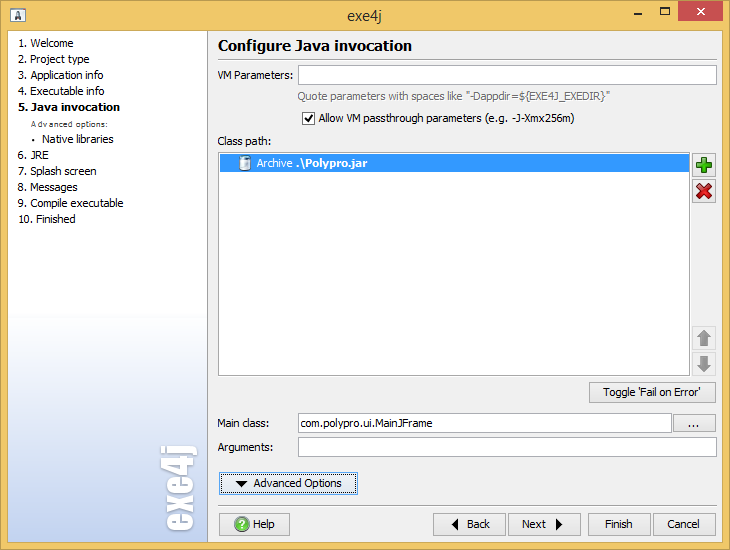 exe4j
1. Welcome
2. Project type
3. Application info
4. Executable info
5. Java invocation
Advanced options:
• Native libraries
6. JRE
7. Splash screen
8. Messages
9. Compile executable
10. Finished
exe4j
Configure Java invocation
VM Parameters:
Quote parameters with spaces like "-Dappdir=${EXE4J_EXEDIR}"
Allow VM passthrough parameters (e.g. -J-Xmx256m)
Class path:
Archive .\Polypro.jar
Toggle 'Fail on Error'
Main class: com.polypro.ui.MainJFrame ...
Arguments:
Advanced Options
Help Back Next Finish Cancel